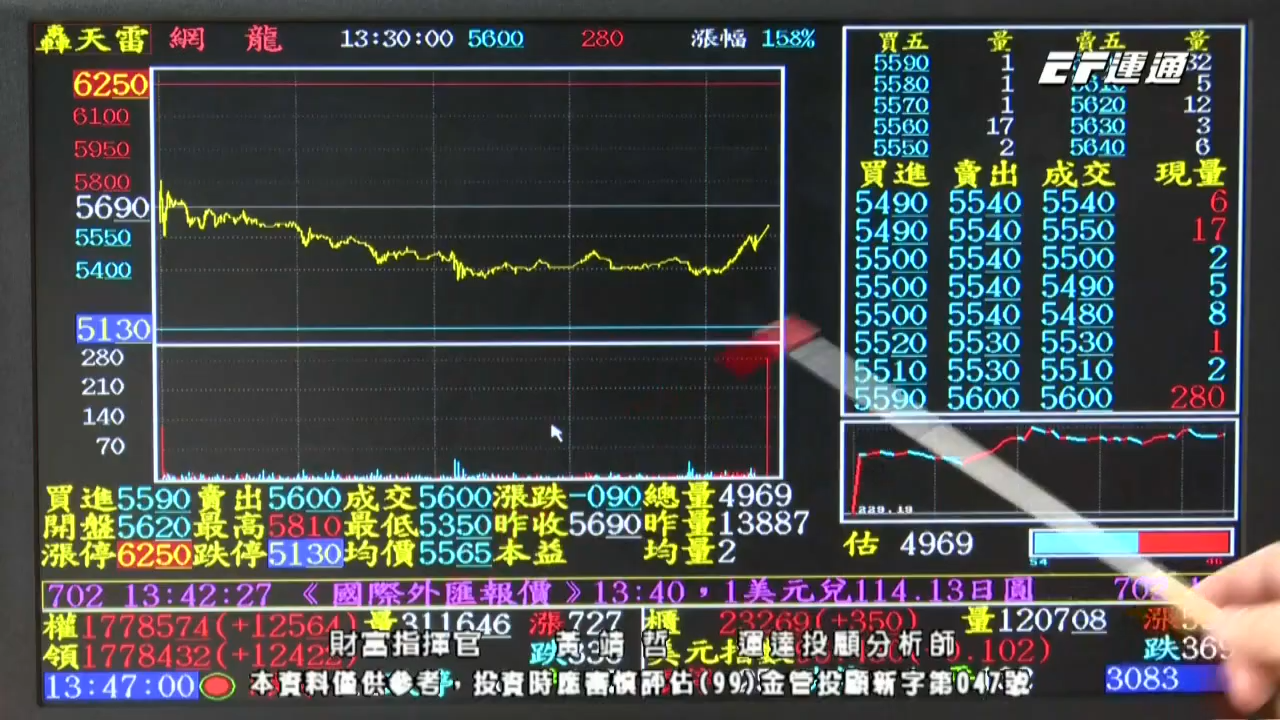 轟天雷 網 龍 13:30:00 5600 280 漲幅 1.58%
6250
6100
5950
5800
5690
5550
5400
5130
280
210
140
70
買五 量 賣五 量
5590 1 32
5580 1 5
5570 1 5620 12
5560 17 5630 3
5550 2 5640 6
EF運通
買進 賣出 成交 現量
5490 5540 5540 6
5490 5540 5550 17
5500 5540 5500 2
5500 5540 5490 5
5500 5540 5480 8
5520 5530 5530 1
5510 5530 5510 2
5590 5600 5600 280
229.19
估 4969
54 46
買進5590 賣出5600 成交5600 漲跌-090 總量4969
開盤5620 最高5810 最低5350 昨收5690 昨量13887
漲停6250 跌停5130 均價5565 本益 均量2
702 13:42:27 《國際外匯報價》13:40,1美元兌114.13日圓
權1778574(+12564) 量311646 漲727 櫃 23269(+350) 量120708 漲
領1778432 跌 美元指數 跌369
財富指揮官 黃靖哲 運達投顧分析師
13:47:00 3083
本資料僅供參考,投資時應審慎評估(99)金管投顧新字第047號